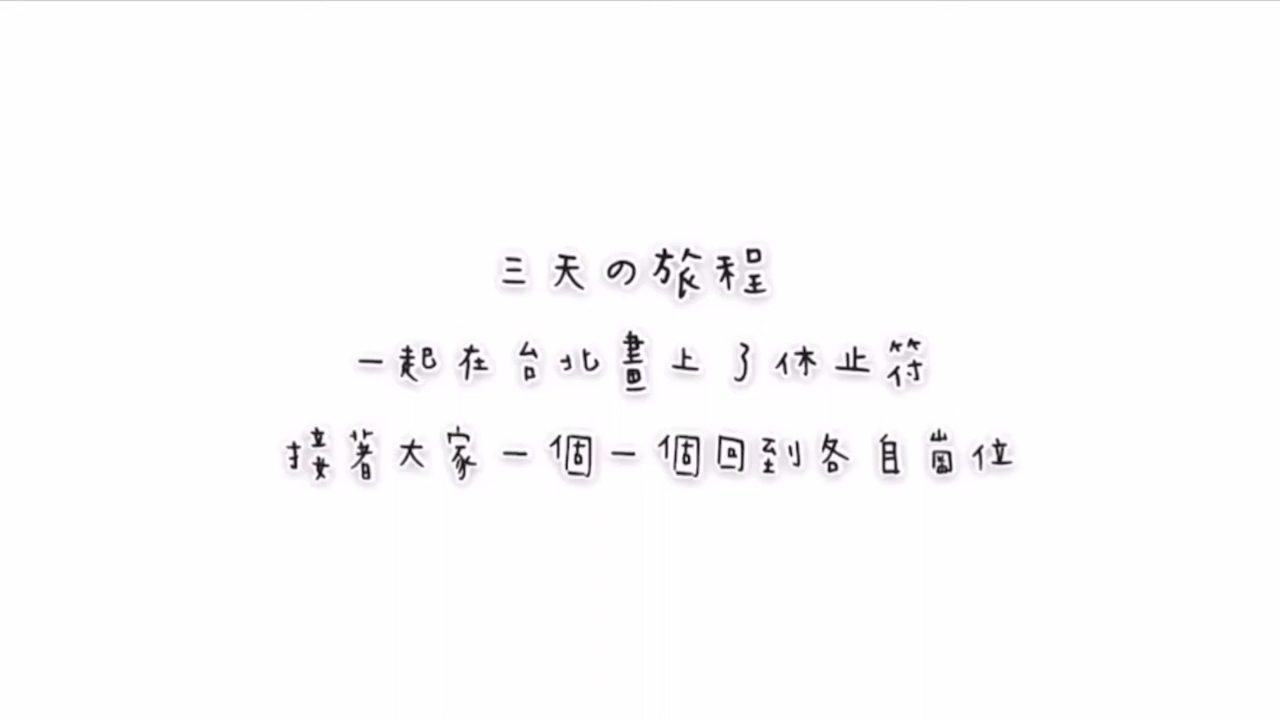 三天の旅程
一起在台北畫上了休止符
接著大家一個一個回到各自崗位